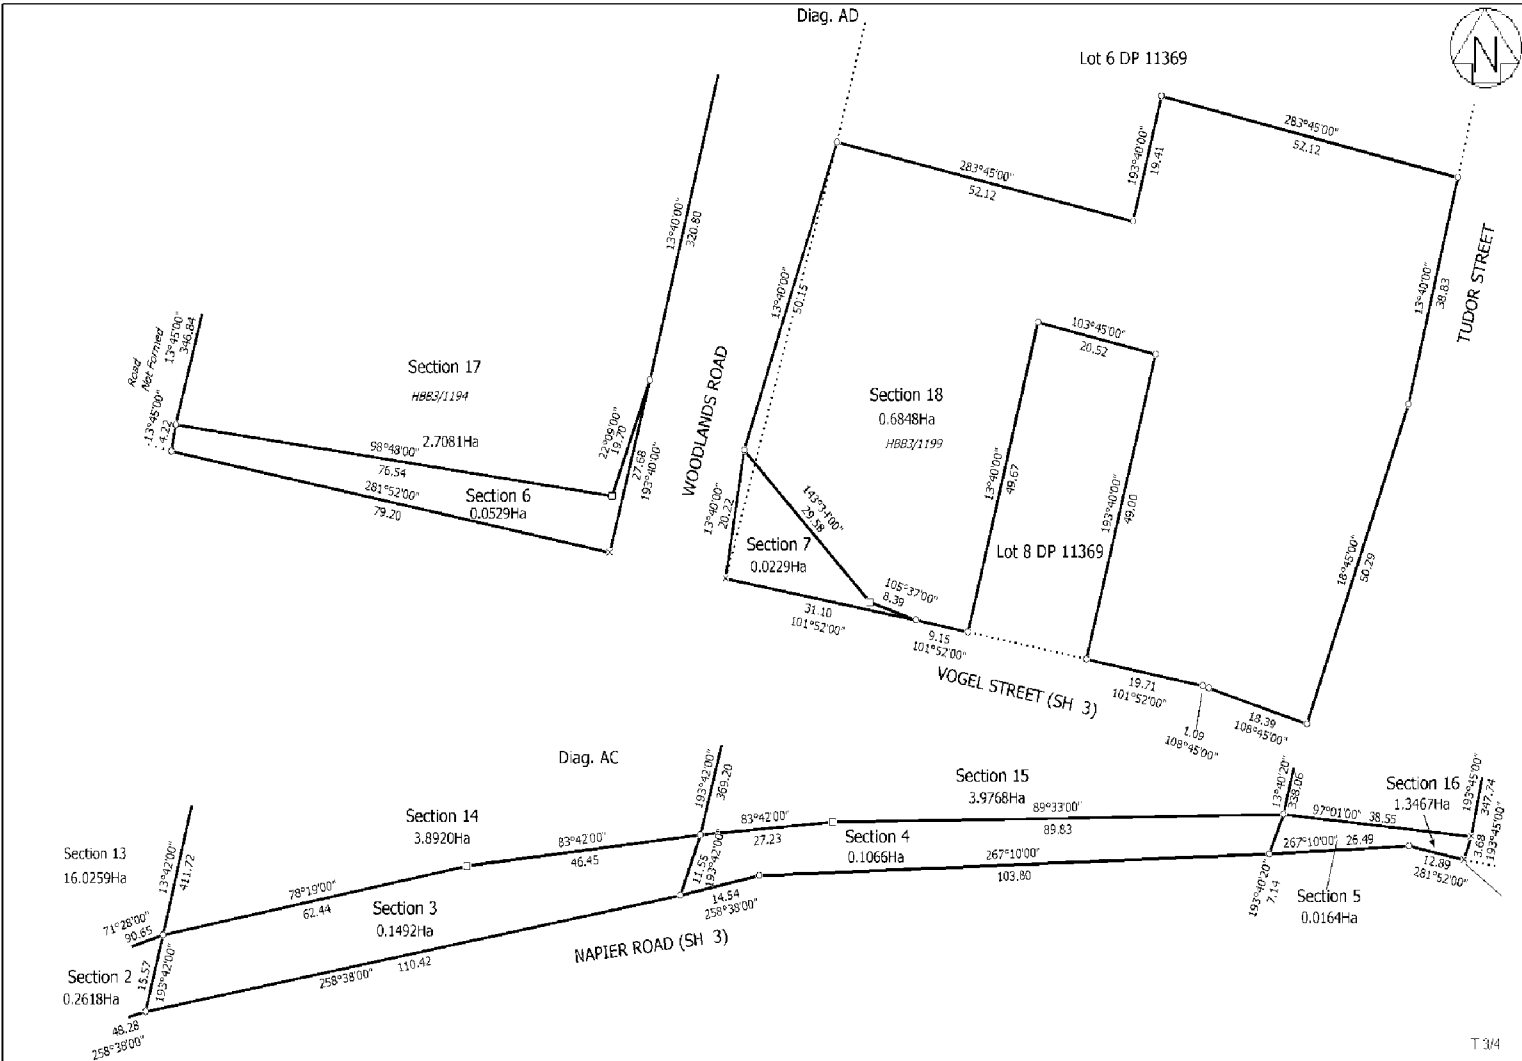 Diag. AD
Lot 6 DP 11369
N
283°45'00"
52.12
193°40'00"
19.41
283°45'00"
52.12
13°40'00"
320.80
13°40'00"
50.15
13°40'00"
38.83
TUDOR STREET
Road
Not Formed
13°45'00"
346.84
13°45'00"
4.22
Section 17
HBB3/1194
2.7081Ha
98°48'00"
76.54
22°09'00"
19.70
27.68
193°40'00"
281°52'00"
79.20
Section 6
0.0529Ha
WOODLANDS ROAD
103°45'00"
20.52
Section 18
0.6848Ha
HBB3/1199
13°40'00"
49.67
193°40'00"
49.00
Lot 8 DP 11369
13°40'00"
20.22
29.58
Section 7
0.0229Ha
105°37'00"
8.39
31.10
101°52'00"
9.15
101°52'00"
VOGEL STREET (SH 3)
19.71
101°52'00"
1.09
108°45'00"
18.39
108°45'00"
18°45'00"
50.29
Diag. AC
Section 14
3.8920Ha
193°42'00"
369.20
Section 15
3.9768Ha
13°40'20"
338.06
Section 16
1.3467Ha
193°45'00"
347.74
Section 13
16.0259Ha
13°42'00"
411.72
78°19'00"
62.44
83°42'00"
46.45
83°42'00"
27.23
89°33'00"
89.83
97°01'00"
38.55
3.68
193°45'00"
71°28'00"
90.65
Section 3
0.1492Ha
11.55
193°42'00"
Section 4
0.1066Ha
267°10'00"
103.80
267°10'00"
26.49
12.89
281°52'00"
14.54
258°38'00"
193°40'20"
7.14
Section 5
0.0164Ha
Section 2
0.2618Ha
15.57
193°42'00"
258°38'00"
110.42
NAPIER ROAD (SH 3)
48.28
258°38'00"
T 3/4